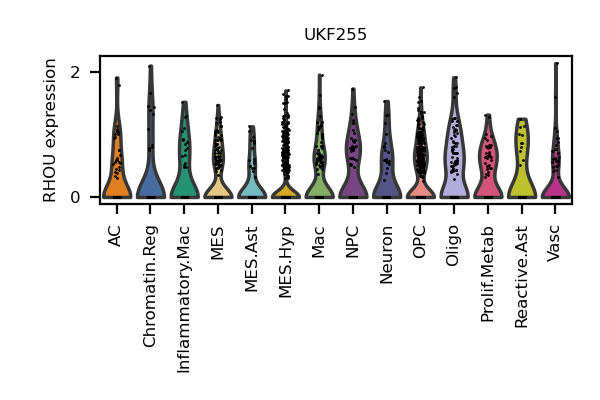 UKF255
RHOU expression
2
0
AC
Chromatin.Reg
Inflammatory.Mac
MES
MES.Ast
MES.Hyp
Mac
NPC
Neuron
OPC
Oligo
Prolif.Metab
Reactive.Ast
Vasc